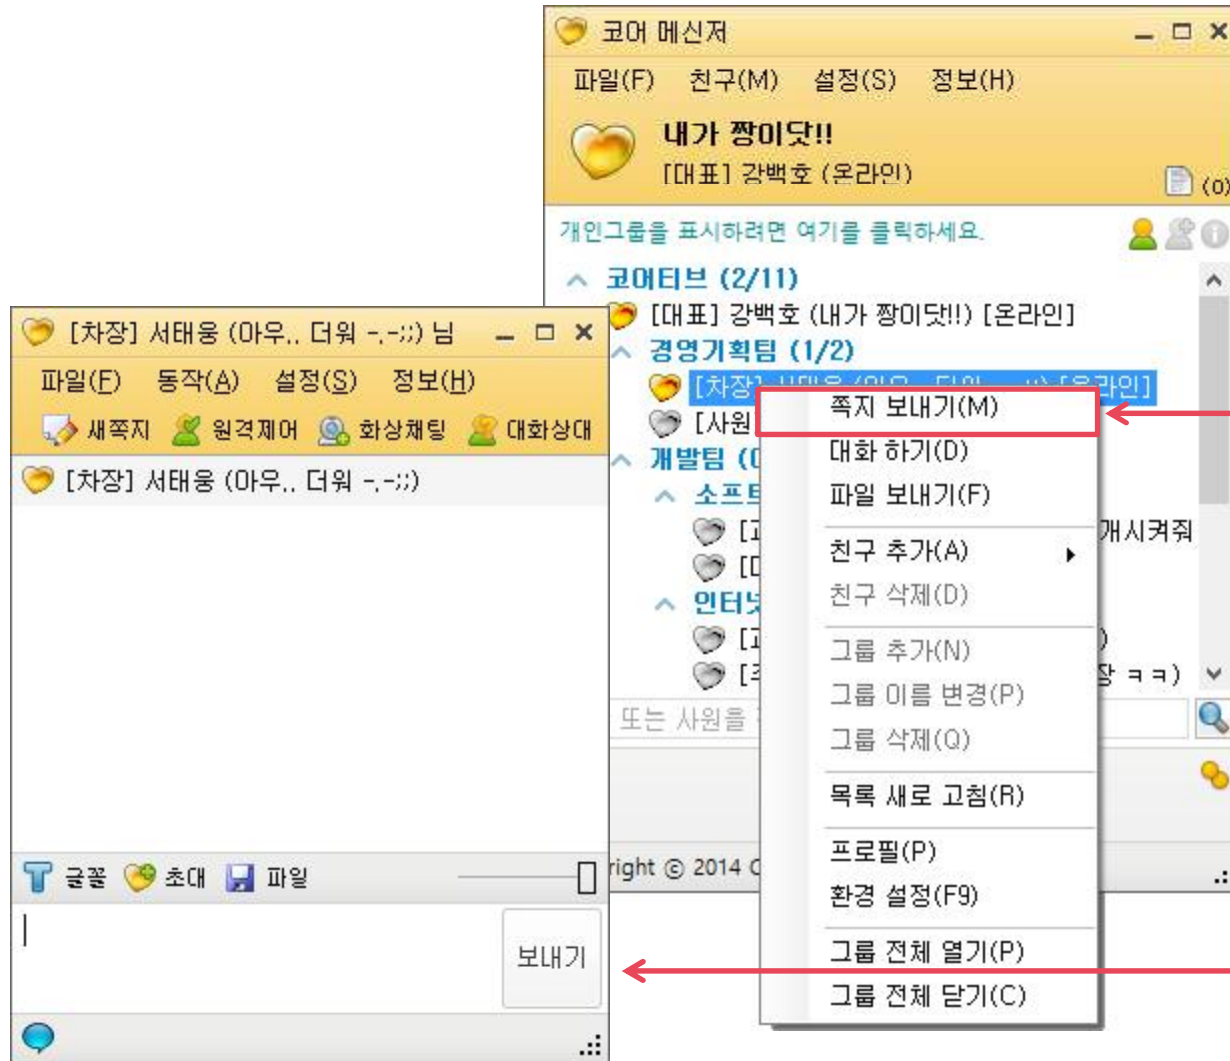 코어 메신저
파일(F) 친구(M) 설정(S) 정보(H)
내가 짱이닷!!
[대표] 강백호 (온라인)
(0)
개인그룹을 표시하려면 여기를 클릭하세요.
코어티브 (2/11)
[대표] 강백호 (내가 짱이닷!!) [온라인]
경영기획팀 (1/2)
[차장] 서태웅 (아우.. 더워 -,-;;) [온라인]
[사원
개발팀 (
소프트
개시켜줘
인터넷
장 ㅋㅋ)
또는 사원을
right © 2014 C
쪽지 보내기(M)
대화 하기(D)
파일 보내기(F)
친구 추가(A)
친구 삭제(D)
그룹 추가(N)
그룹 이름 변경(P)
그룹 삭제(Q)
목록 새로 고침(R)
프로필(P)
환경 설정(F9)
그룹 전체 열기(P)
그룹 전체 닫기(C)
[차장] 서태웅 (아우.. 더워 -,-;;) 님
파일(F) 동작(A) 설정(S) 정보(H)
새쪽지 원격제어 화상채팅 대화상대
[차장] 서태웅 (아우.. 더워 -,-;;)
글꼴 초대 파일
보내기